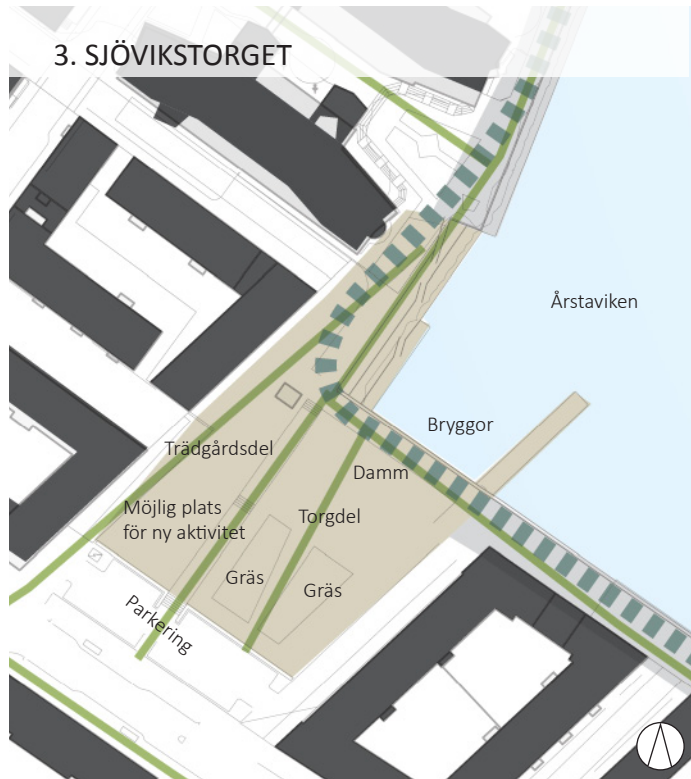 3. SJÖVIKSTORGET
Årstaviken
Bryggor
Trädgårdsdel
Damm
Möjlig plats
för ny aktivitet
Torgdel
Gräs
Gräs
Parkering